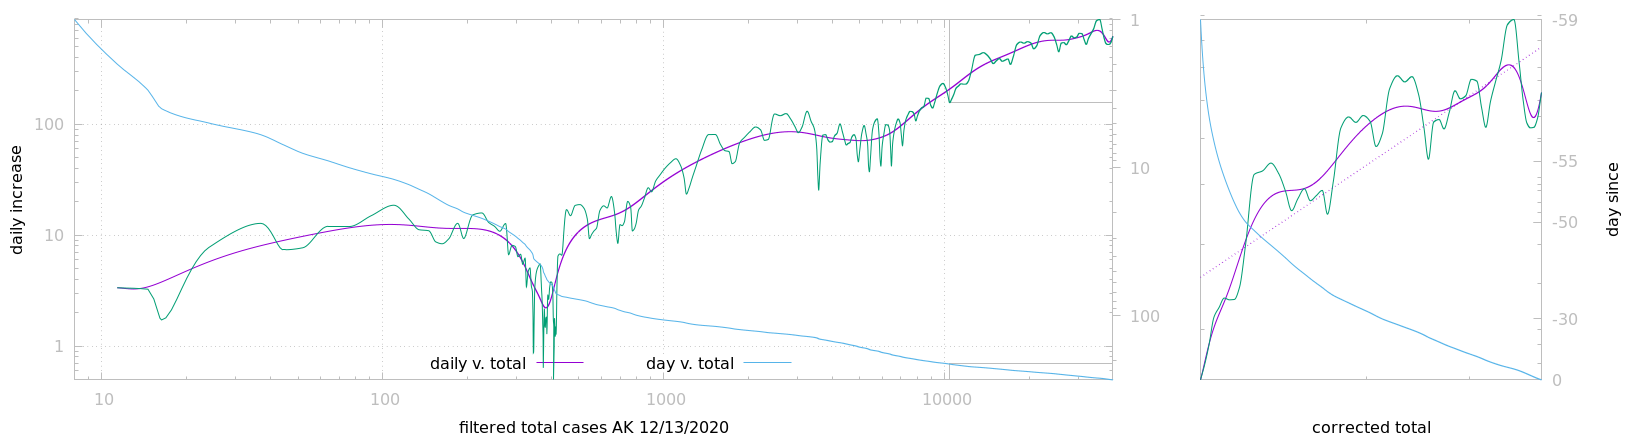 daily increase
100
10
1
10
100
1000
10000
1
10
100
daily v. total
day v. total
filtered total cases AK 12/13/2020
-59
-55
-50
-30
0
day since
corrected total